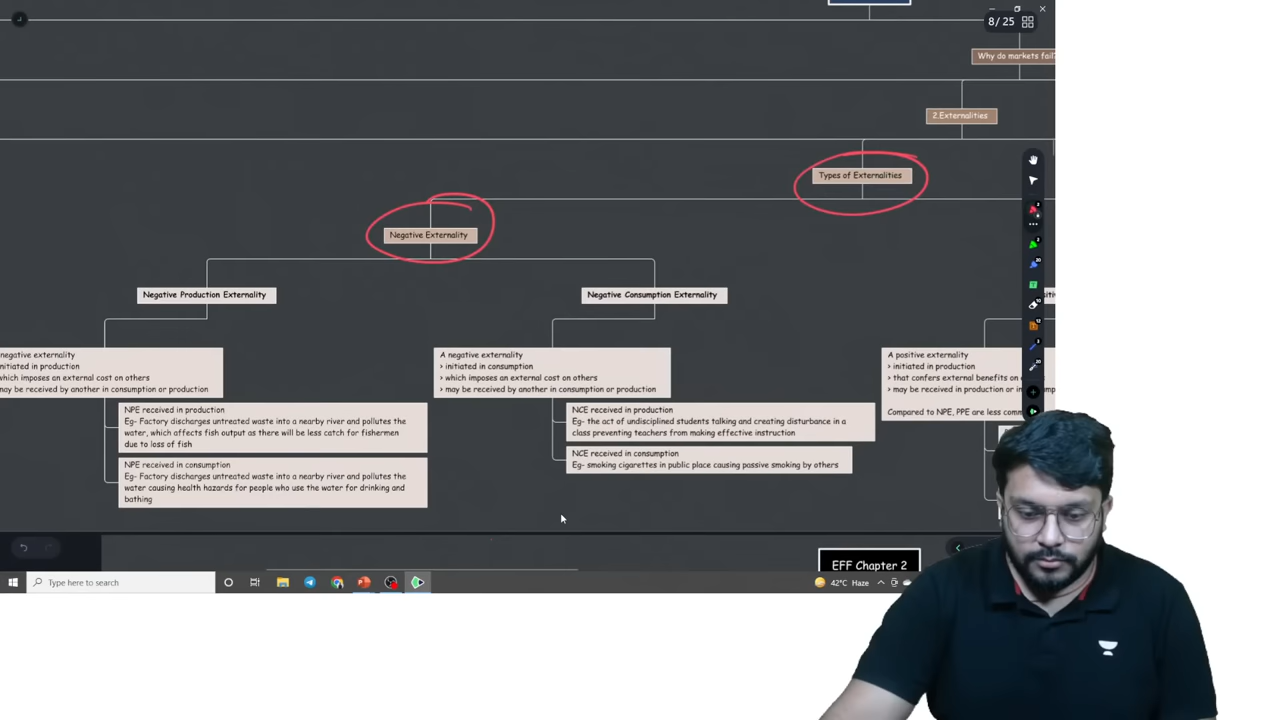 8/25
Why do markets fail?
2.Externalities
Types of Externalities
Negative Externality
Negative Production Externality
Negative Consumption Externality
negative externality
initiated in production
which imposes an external cost on others
may be received by another in consumption or production
NPE received in production
Eg- Factory discharges untreated waste into a nearby river and pollutes the
water, which affects fish output as there will be less catch for fishermen
due to loss of fish
NPE received in consumption
Eg- Factory discharges untreated waste into a nearby river and pollutes the
water causing health hazards for people who use the water for drinking and
bathing
A negative externality
> initiated in consumption
> which imposes an external cost on others
> may be received by another in consumption or production
NCE received in production
Eg- the act of undisciplined students talking and creating disturbance in a
class preventing teachers from making effective instruction
NCE received in consumption
Eg- smoking cigarettes in public place causing passive smoking by others
A positive externality
> initiated in production
> that confers external benefits on
> may be received in production or in
Compared to NPE, PPE are less
EFF Chapter 2
Type here to search
42°C Haze